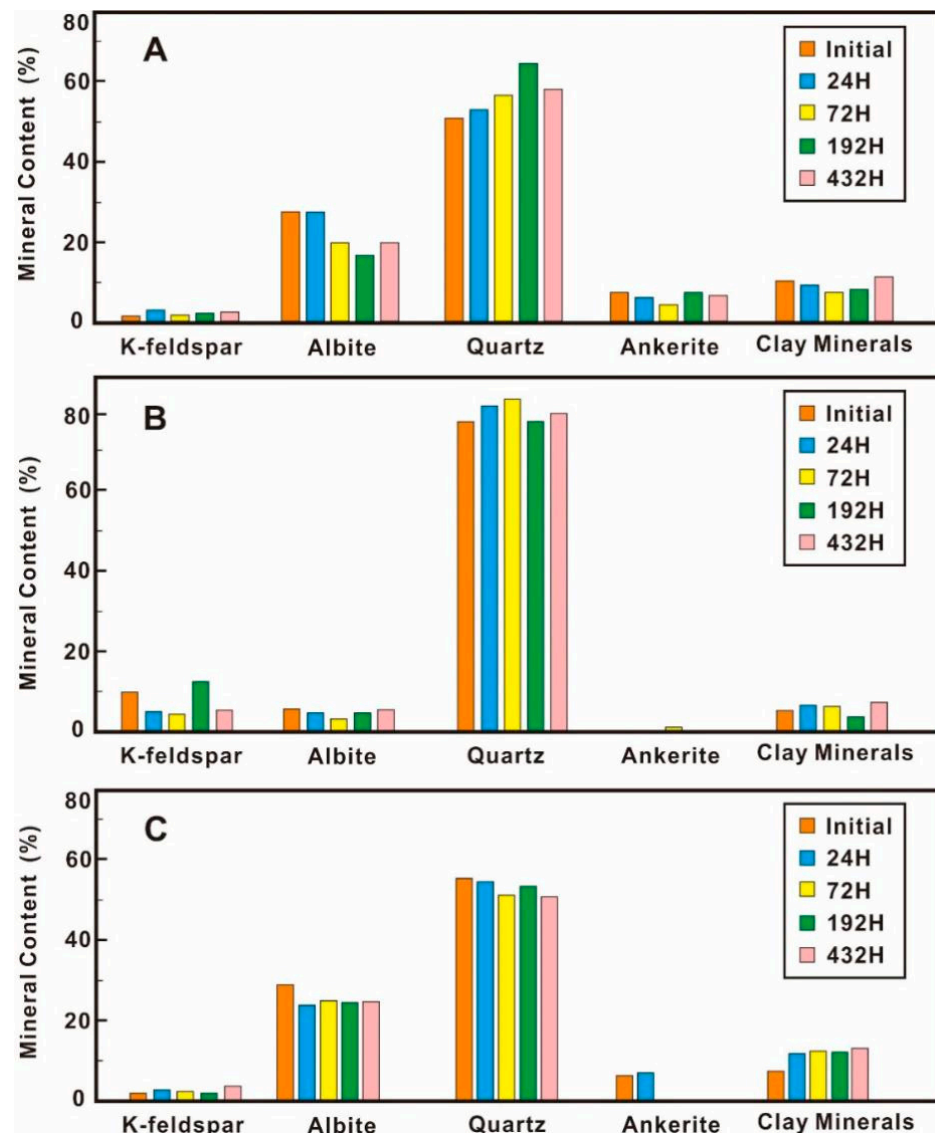 80
60
40
20
0
Mineral Content (%)
A
Initial
24H
72H
192H
432H
K-feldspar Albite Quartz Ankerite Clay Minerals
80
60
40
20
0
Mineral Content (%)
B
Initial
24H
72H
192H
432H
K-feldspar Albite Quartz Ankerite Clay Minerals
80
60
40
20
0
Mineral Content (%)
C
Initial
24H
72H
192H
432H
K-feldspar Albite Quartz Ankerite Clay Minerals